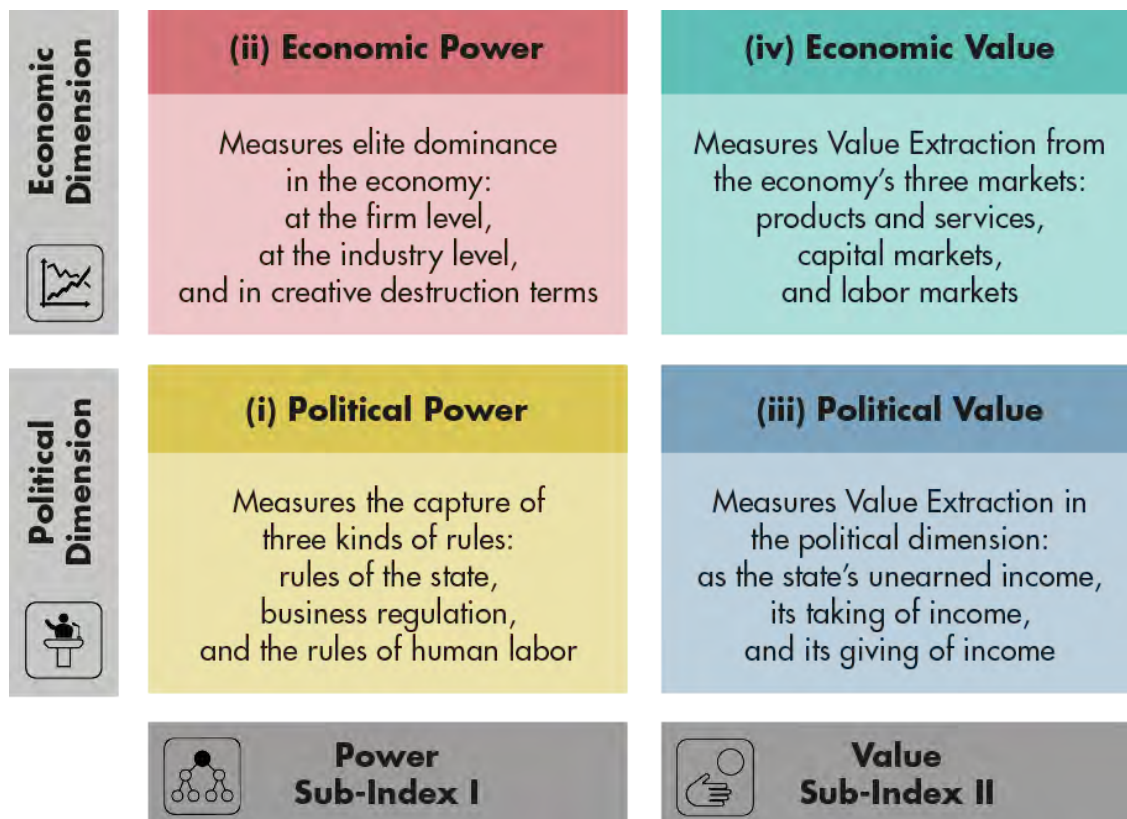 Economic
Dimension
(ii) Economic Power
Measures elite dominance
in the economy:
at the firm level,
at the industry level,
and in creative destruction terms
(iv) Economic Value
Measures Value Extraction from
the economy’s three markets:
products and services,
capital markets,
and labor markets
Political
Dimension
(i) Political Power
Measures the capture of
three kinds of rules:
rules of the state,
business regulation,
and the rules of human labor
(iii) Political Value
Measures Value Extraction in
the political dimension:
as the state’s unearned income,
its taking of income,
and its giving of income
Power
Sub-Index I
Value
Sub-Index II